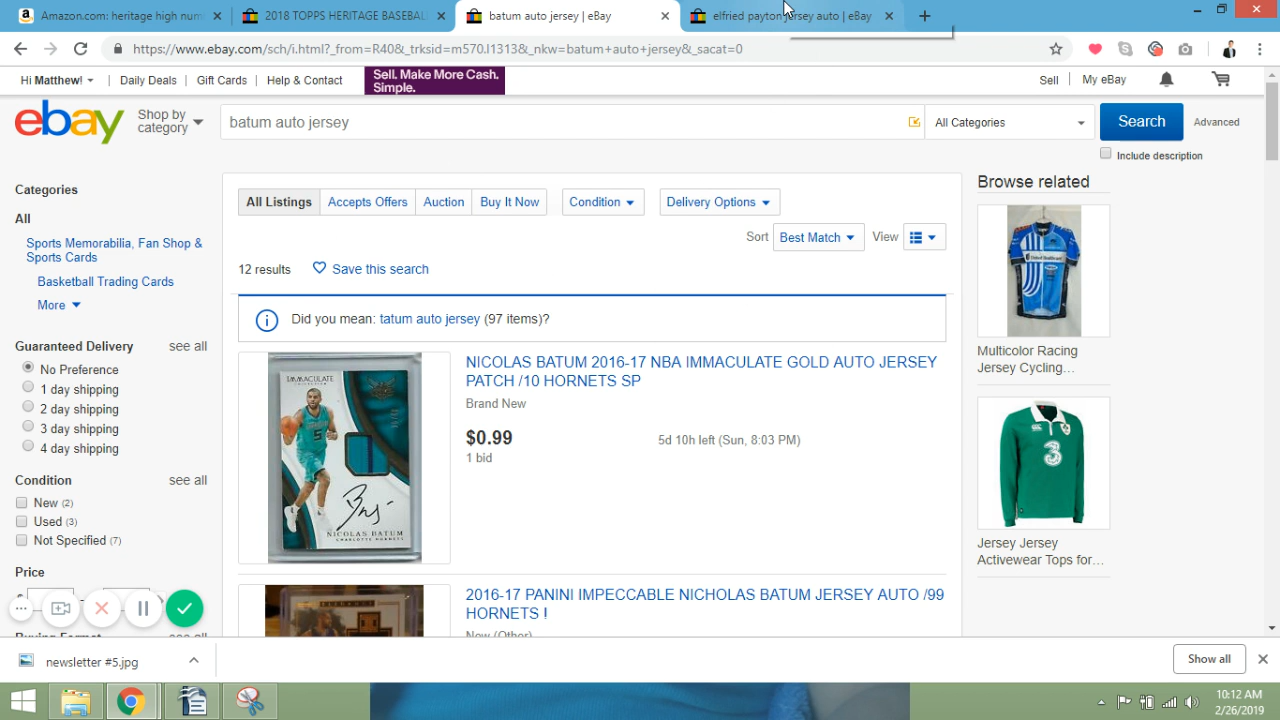 Amazon.com: heritage high num
2018 TOPPS HERITAGE BASEBAL
batum auto jersey | eBay
elfried payton jersey auto | eBay
https://www.ebay.com/sch/i.html?_from=R40&_trksid=m570.l1313&_nkw=batum+auto+jersey&_sacat=0
Hi Matthew!
Daily Deals
Gift Cards
Help & Contact
Sell. Make More Cash.
Simple.
Sell
My eBay
ebay
Shop by
category
batum auto jersey
All Categories
Search
Advanced
Include description
Categories
All
Sports Memorabilia, Fan Shop &
Sports Cards
Basketball Trading Cards
More
Guaranteed Delivery
see all
No Preference
1 day shipping
2 day shipping
3 day shipping
4 day shipping
Condition
see all
New (2)
Used (3)
Not Specified (7)
Price
$
All Listings
Accepts Offers
Auction
Buy It Now
Condition
Delivery Options
Sort
Best Match
View
12 results
Save this search
Did you mean: tatum auto jersey (97 items)?
IMMACULATE
NICOLAS BATUM
CHARLOTTE HORNETS
NICOLAS BATUM 2016-17 NBA IMMACULATE GOLD AUTO JERSEY
PATCH /10 HORNETS SP
Brand New
$0.99
5d 10h left (Sun, 8:03 PM)
1 bid
2016-17 PANINI IMPECCABLE NICHOLAS BATUM JERSEY AUTO /99
HORNETS !
New (Other)
Browse related
Multicolor Racing
Jersey Cycling...
3
Jersey Jersey
Activewear Tops for...
newsletter #5.jpg
Show all
10:12 AM
2/26/2019